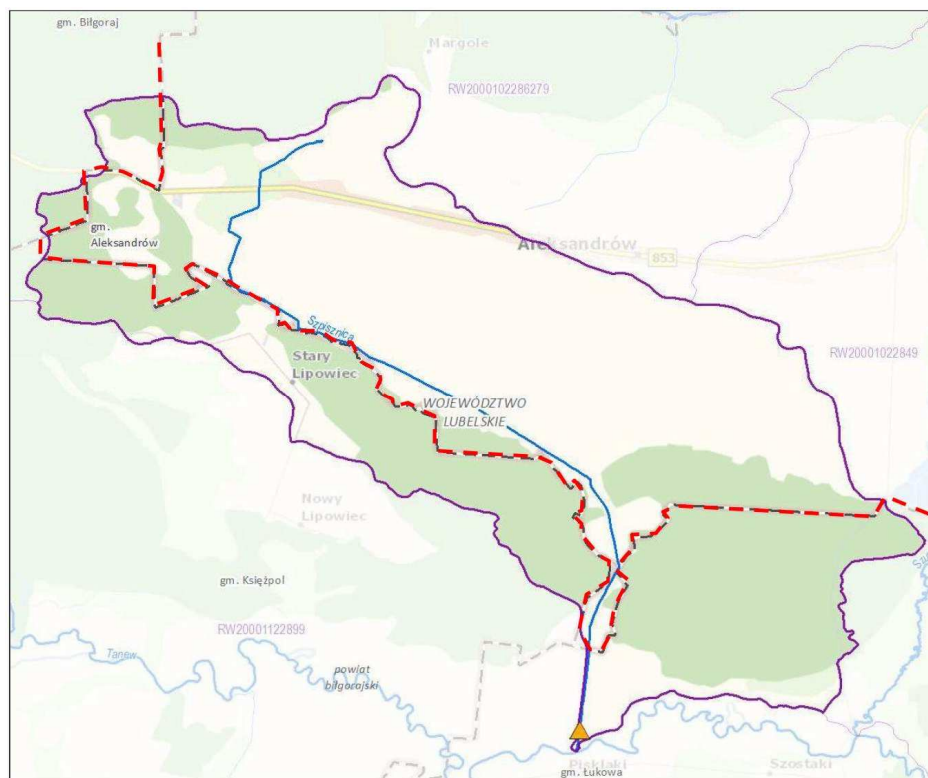 gm. Biłgoraj
Margole
RW2000102286279
gm.
Aleksandrów
Aleksandrów
853
Szpisznica
RW20001022849
Stary
Lipowiec
WOJEWÓDZTWO
LUBELSKIE
Nowy
Lipowiec
gm. Księżpol
RW20001122899
Tanew
powiat
biłgorajski
Pisklaki
Szostaki
gm. Łukowa